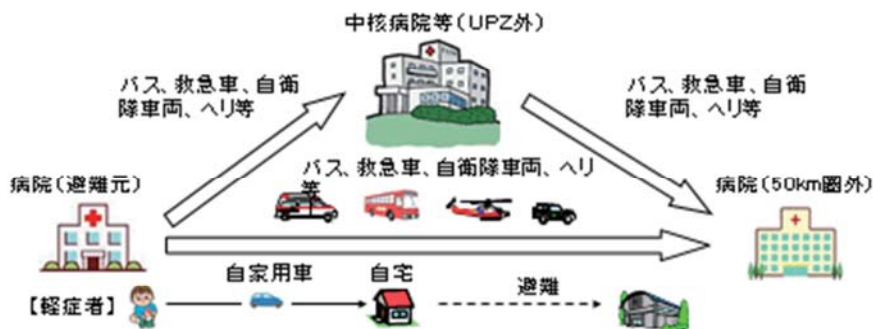 中核病院等(UPZ外)
バス、救急車、自衛
隊車両、ヘリ等
バス、救急車、自衛
隊車両、ヘリ等
バス、救急車、自衛隊車両、ヘリ
等
病院(避難元)
病院(50km圏外)
自家用車
自宅
避難
【軽症者】